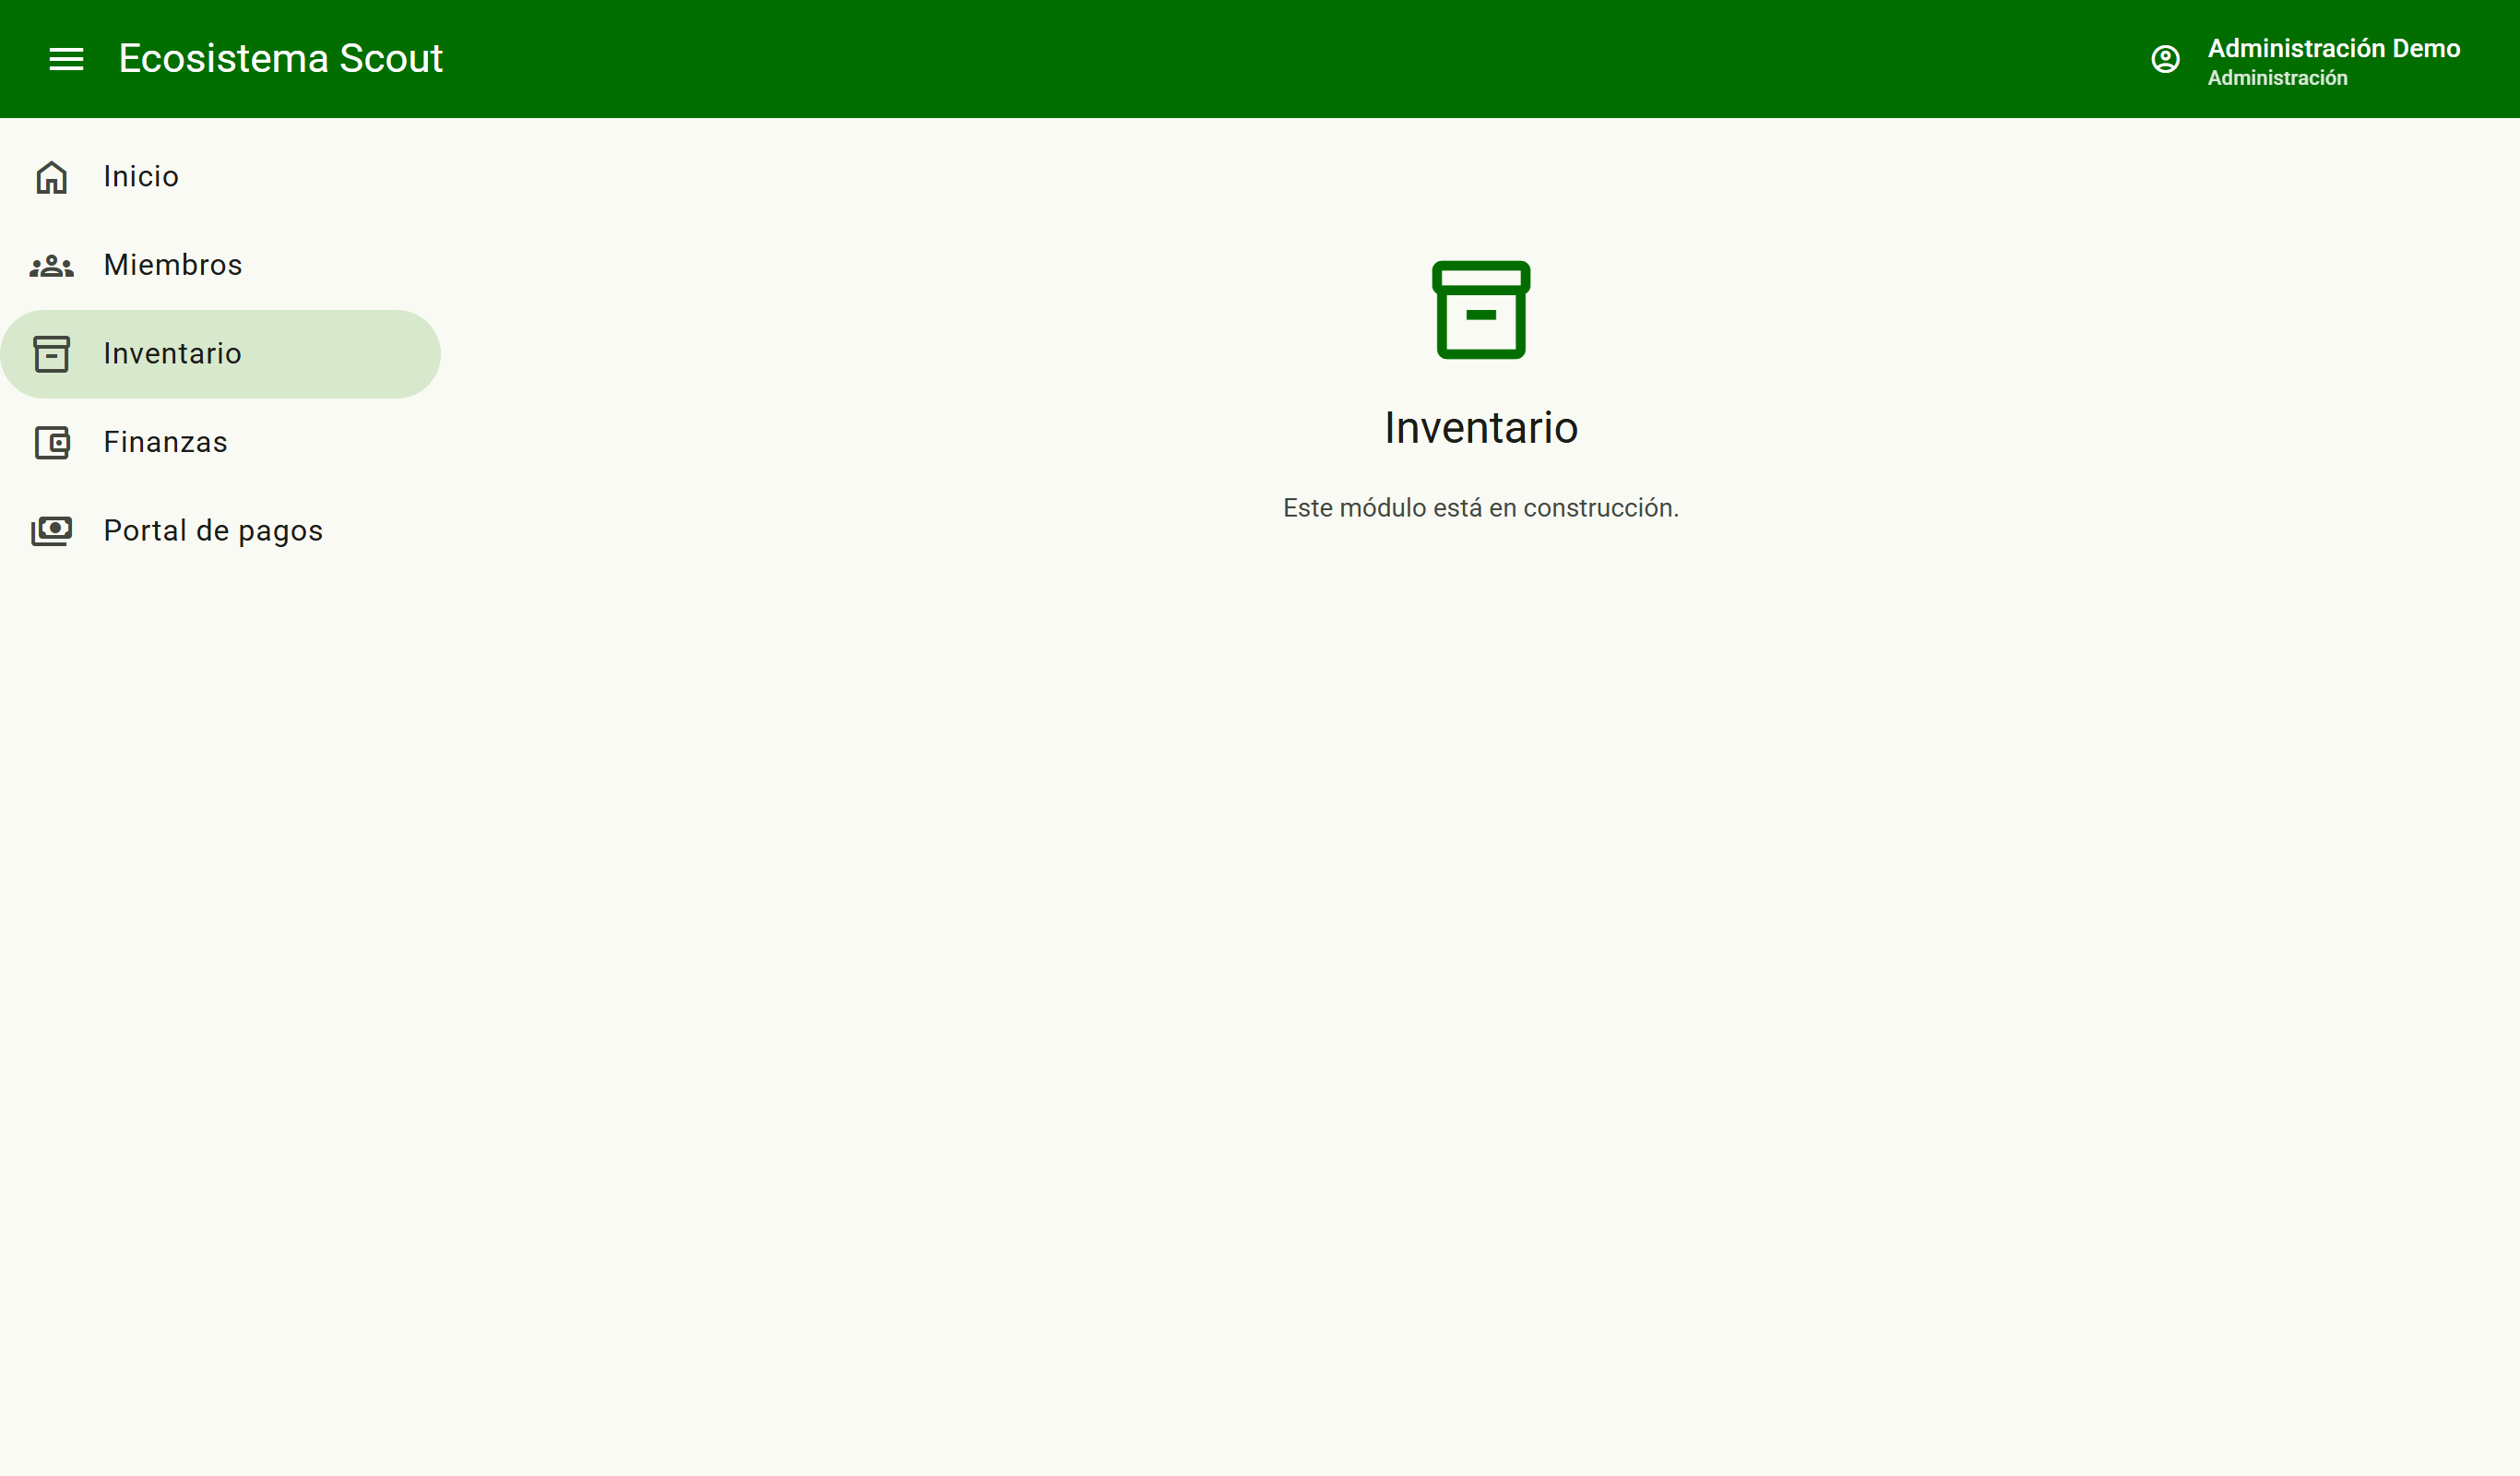 Ecosistema Scout
Administración Demo
Administración
Inicio
Miembros
Inventario
Finanzas
Portal de pagos
Inventario
Este módulo está en construcción.